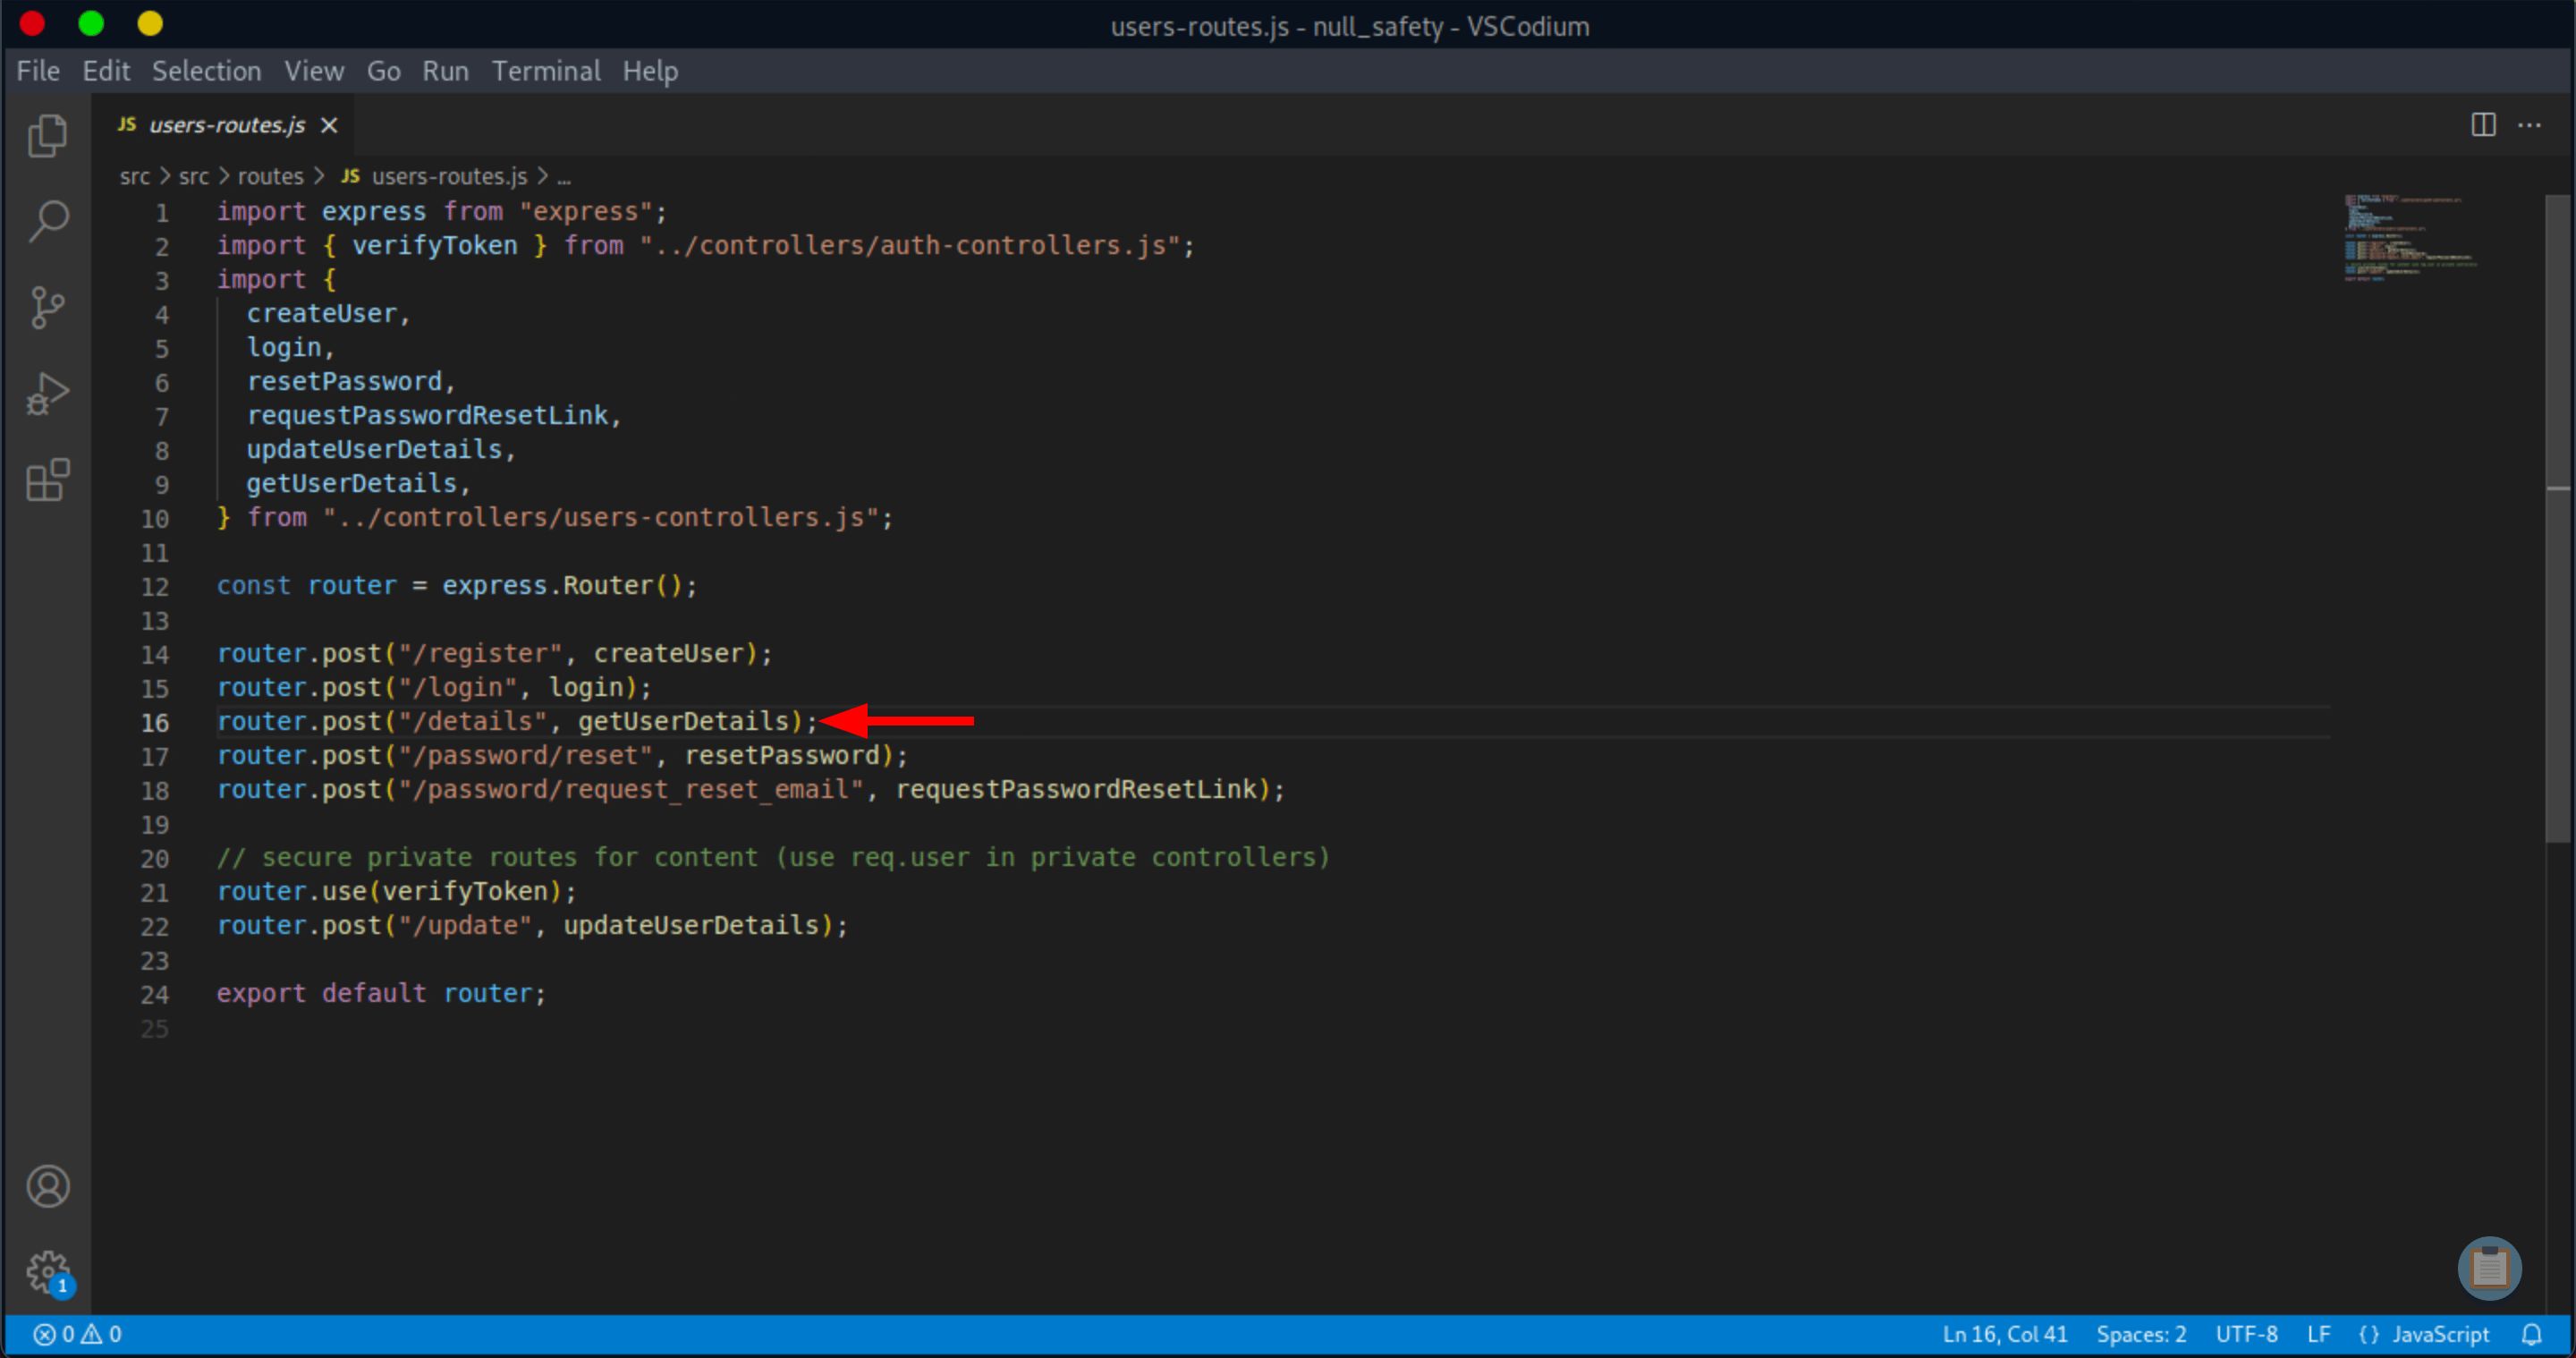 users-routes.js - null_safety - VSCodium
File Edit Selection View Go Run Terminal Help
JS users-routes.js ×
src > src > routes > JS users-routes.js > ...
1 import express from "express";
2 import { verifyToken } from "../controllers/auth-controllers.js";
3 import {
4   createUser,
5   login,
6   resetPassword,
7   requestPasswordResetLink,
8   updateUserDetails,
9   getUserDetails,
10 } from "../controllers/users-controllers.js";
11
12 const router = express.Router();
13
14 router.post("/register", createUser);
15 router.post("/login", login);
16 router.post("/details", getUserDetails);
17 router.post("/password/reset", resetPassword);
18 router.post("/password/request_reset_email", requestPasswordResetLink);
19
20 // secure private routes for content (use req.user in private controllers)
21 router.use(verifyToken);
22 router.post("/update", updateUserDetails);
23
24 export default router;
25
1
0 0 Ln 16, Col 41 Spaces: 2 UTF-8 LF {} JavaScript